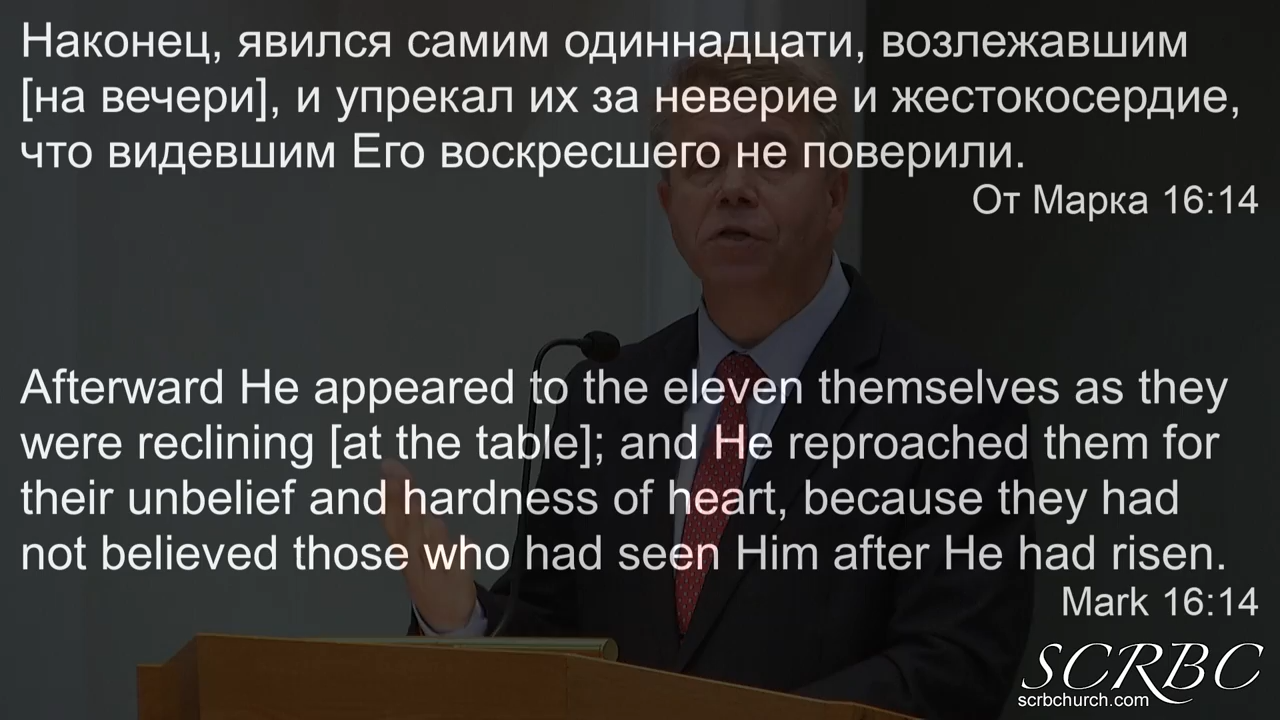 Наконец, явился самим одиннадцати, возлежавшим
[на вечери], и упрекал их за неверие и жестокосердие,
что видевшим Его воскресшего не поверили.
От Марка 16:14
Afterward He appeared to the eleven themselves as they
were reclining [at the table]; and He reproached them for
their unbelief and hardness of heart, because they had
not believed those who had seen Him after He had risen.
Mark 16:14
SCRBC
scrbchurch.com